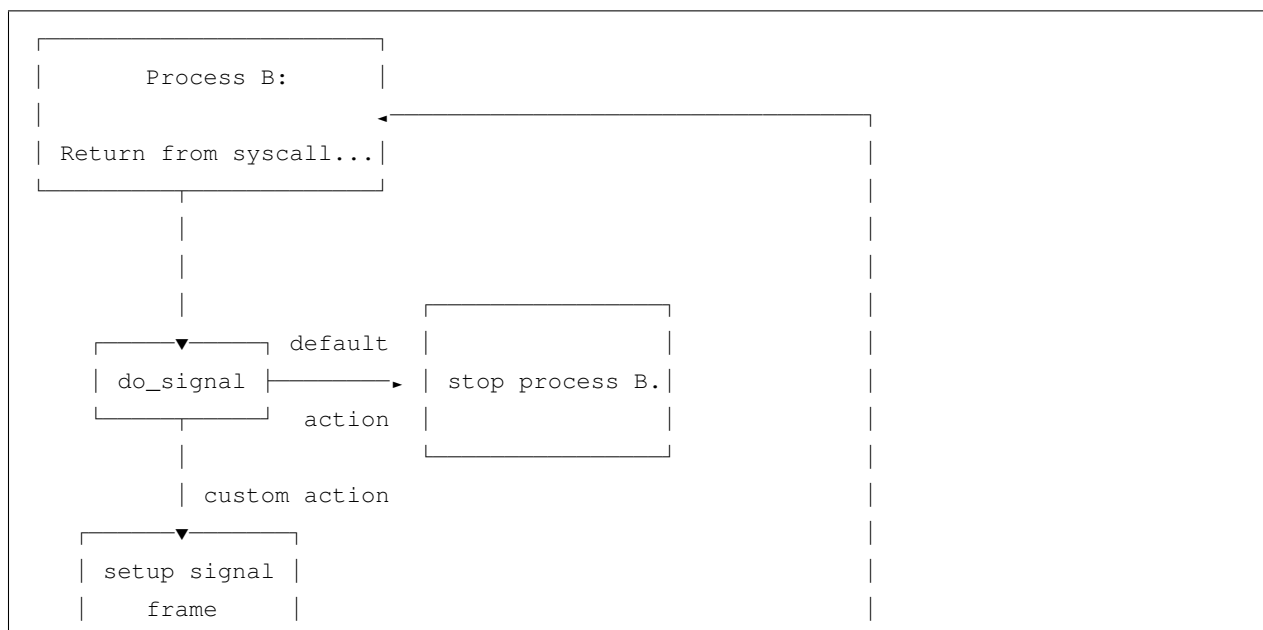 Process B:
Return from syscall...
default
do_signal
stop process B.
action
custom action
setup signal
frame